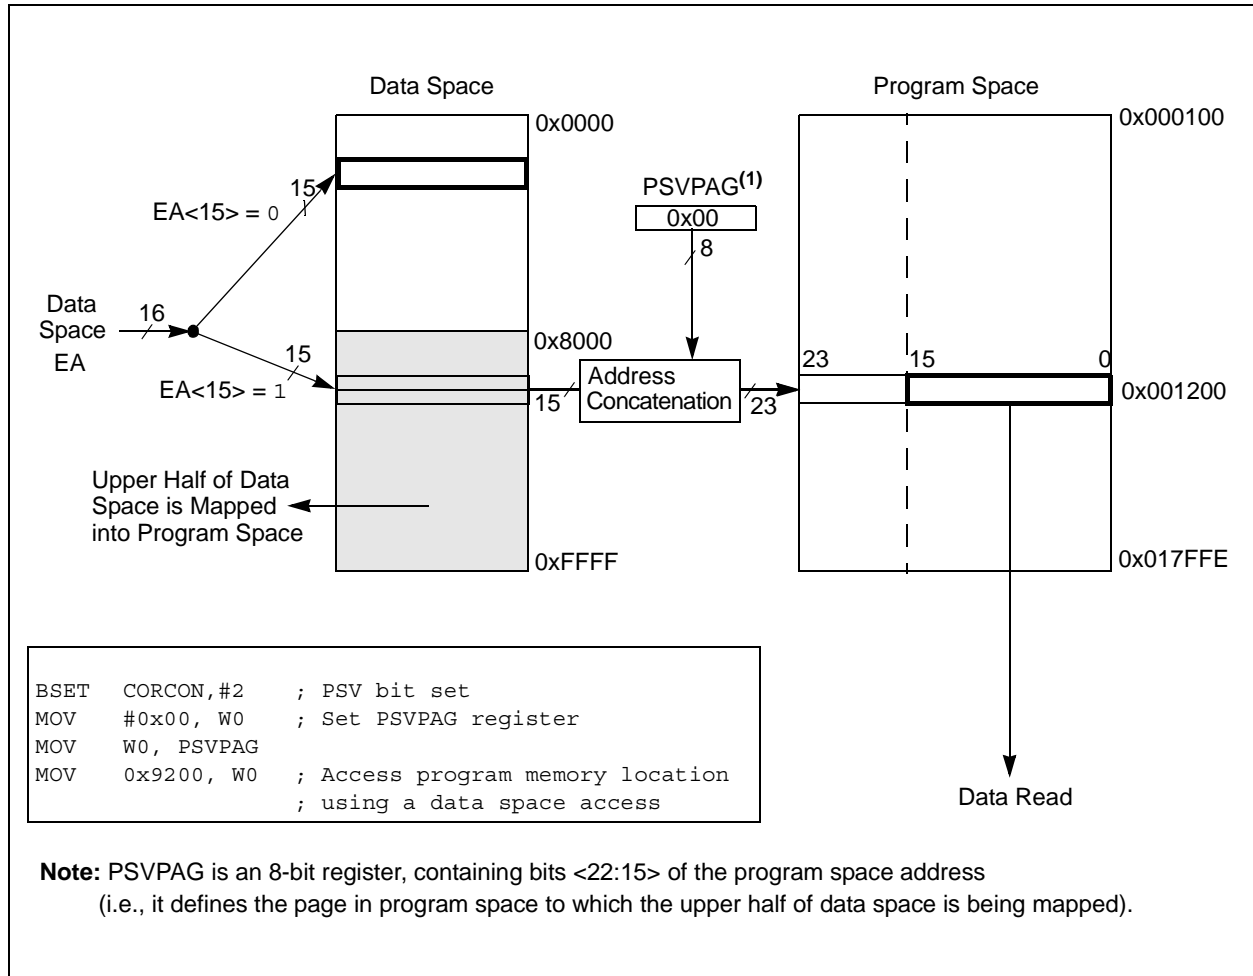 Data Space
Program Space
0x0000
0x000100
15
EA<15> = 0
PSVPAG(1)
0x00
8
Data
Space
EA
16
0x8000
15
EA<15> = 1
15
Address
Concatenation
23
23 15 0
0x001200
Upper Half of Data
Space is Mapped
into Program Space
0xFFFF
0x017FFE
BSET CORCON,#2 ; PSV bit set
MOV #0x00, W0 ; Set PSVPAG register
MOV W0, PSVPAG
MOV 0x9200, W0 ; Access program memory location
; using a data space access
Data Read
Note: PSVPAG is an 8-bit register, containing bits <22:15> of the program space address
(i.e., it defines the page in program space to which the upper half of data space is being mapped).